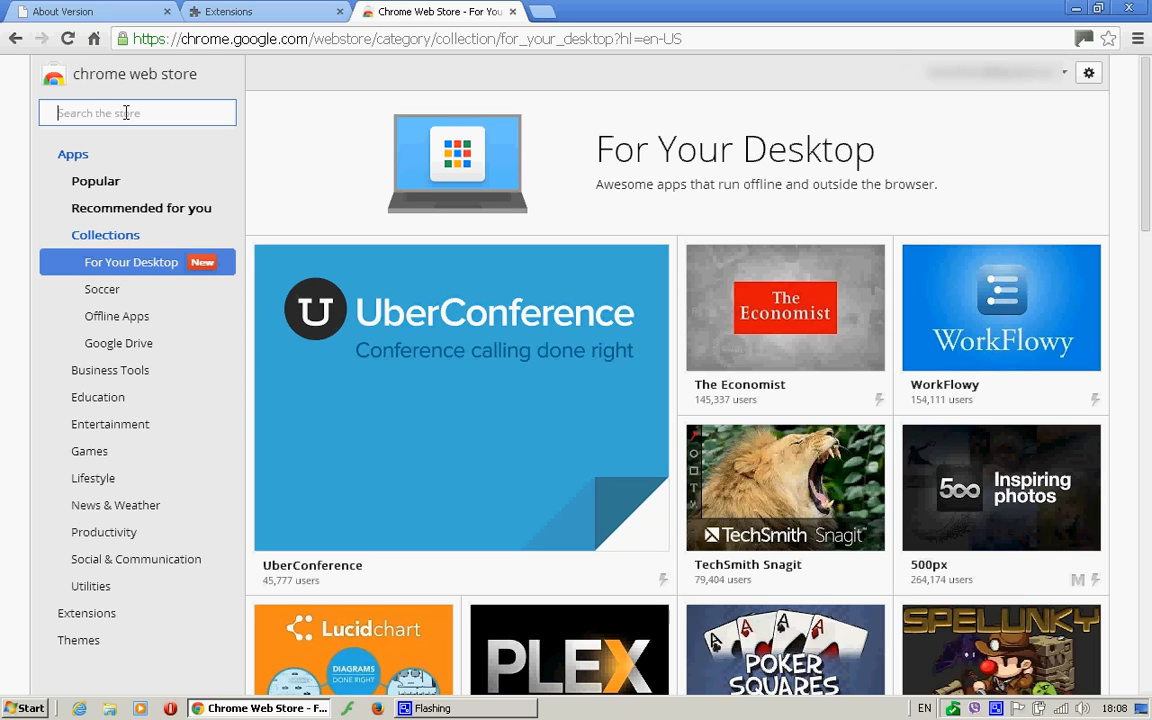 About Version
Extensions
Chrome Web Store - For You
https://chrome.google.com/webstore/category/collection/for_your_desktop?hl=en-US
chrome web store
Search the store
Apps
Popular
Recommended for you
Collections
For Your Desktop New
Soccer
Offline Apps
Google Drive
Business Tools
Education
Entertainment
Games
Lifestyle
News & Weather
Productivity
Social & Communication
Utilities
Extensions
Themes
For Your Desktop
Awesome apps that run offline and outside the browser.
U UberConference
Conference calling done right
UberConference
45,777 users
The
Economist
The Economist
145,337 users
WorkFlowy
WorkFlowy
154,111 users
TechSmith Snagit
TechSmith Snagit
79,404 users
500 Inspiring
photos
500px
264,174 users
Lucidchart
DIAGRAMS
DONE RIGHT
PLEX
POKER
SQUARES
SPELUNKY
Start
Chrome Web Store - F...
Flashing
EN
18:08